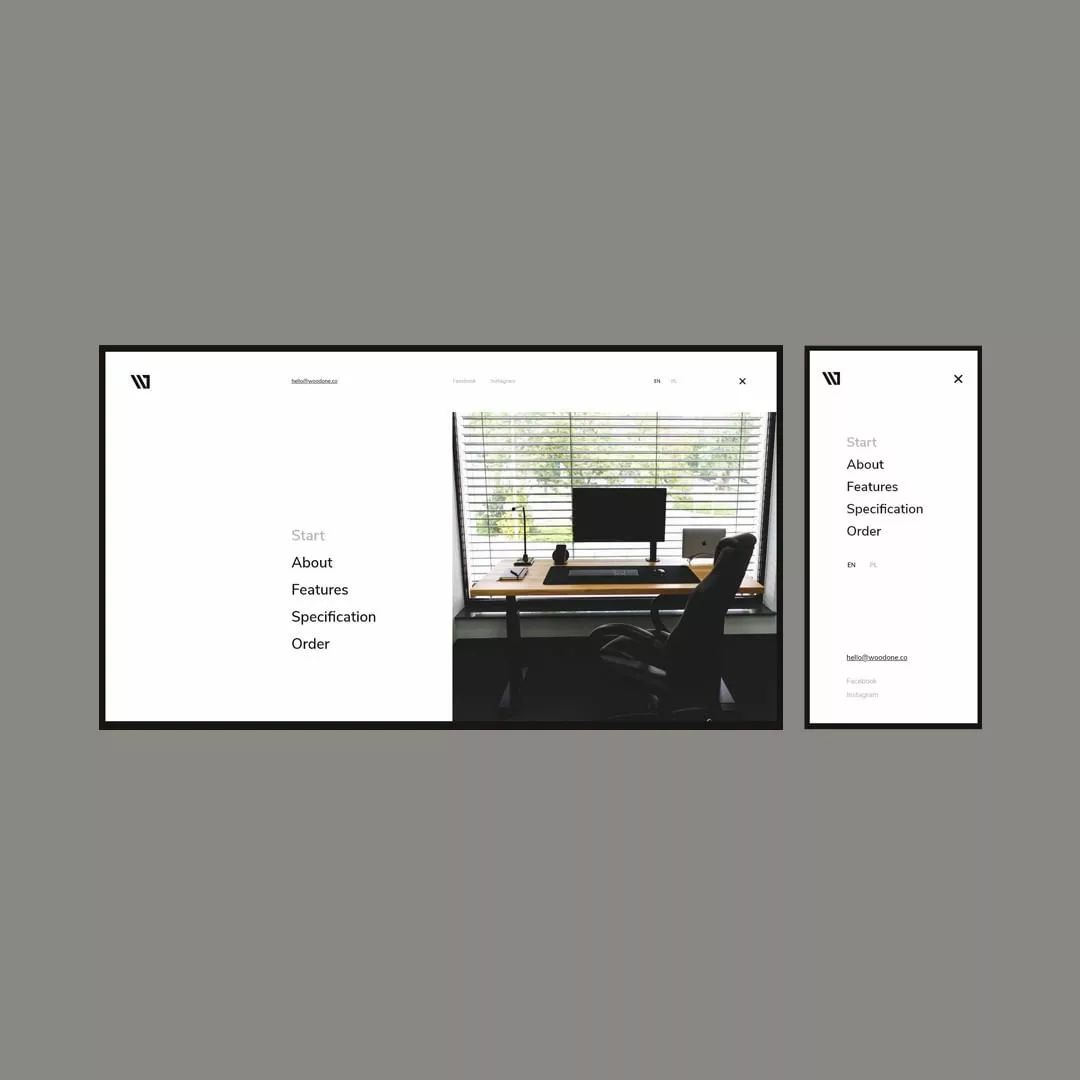 hello@woodone.co
Facebook Instagram
EN PL
Start
About
Features
Specification
Order
Start
About
Features
Specification
Order
EN PL
hello@woodone.co
Facebook
Instagram